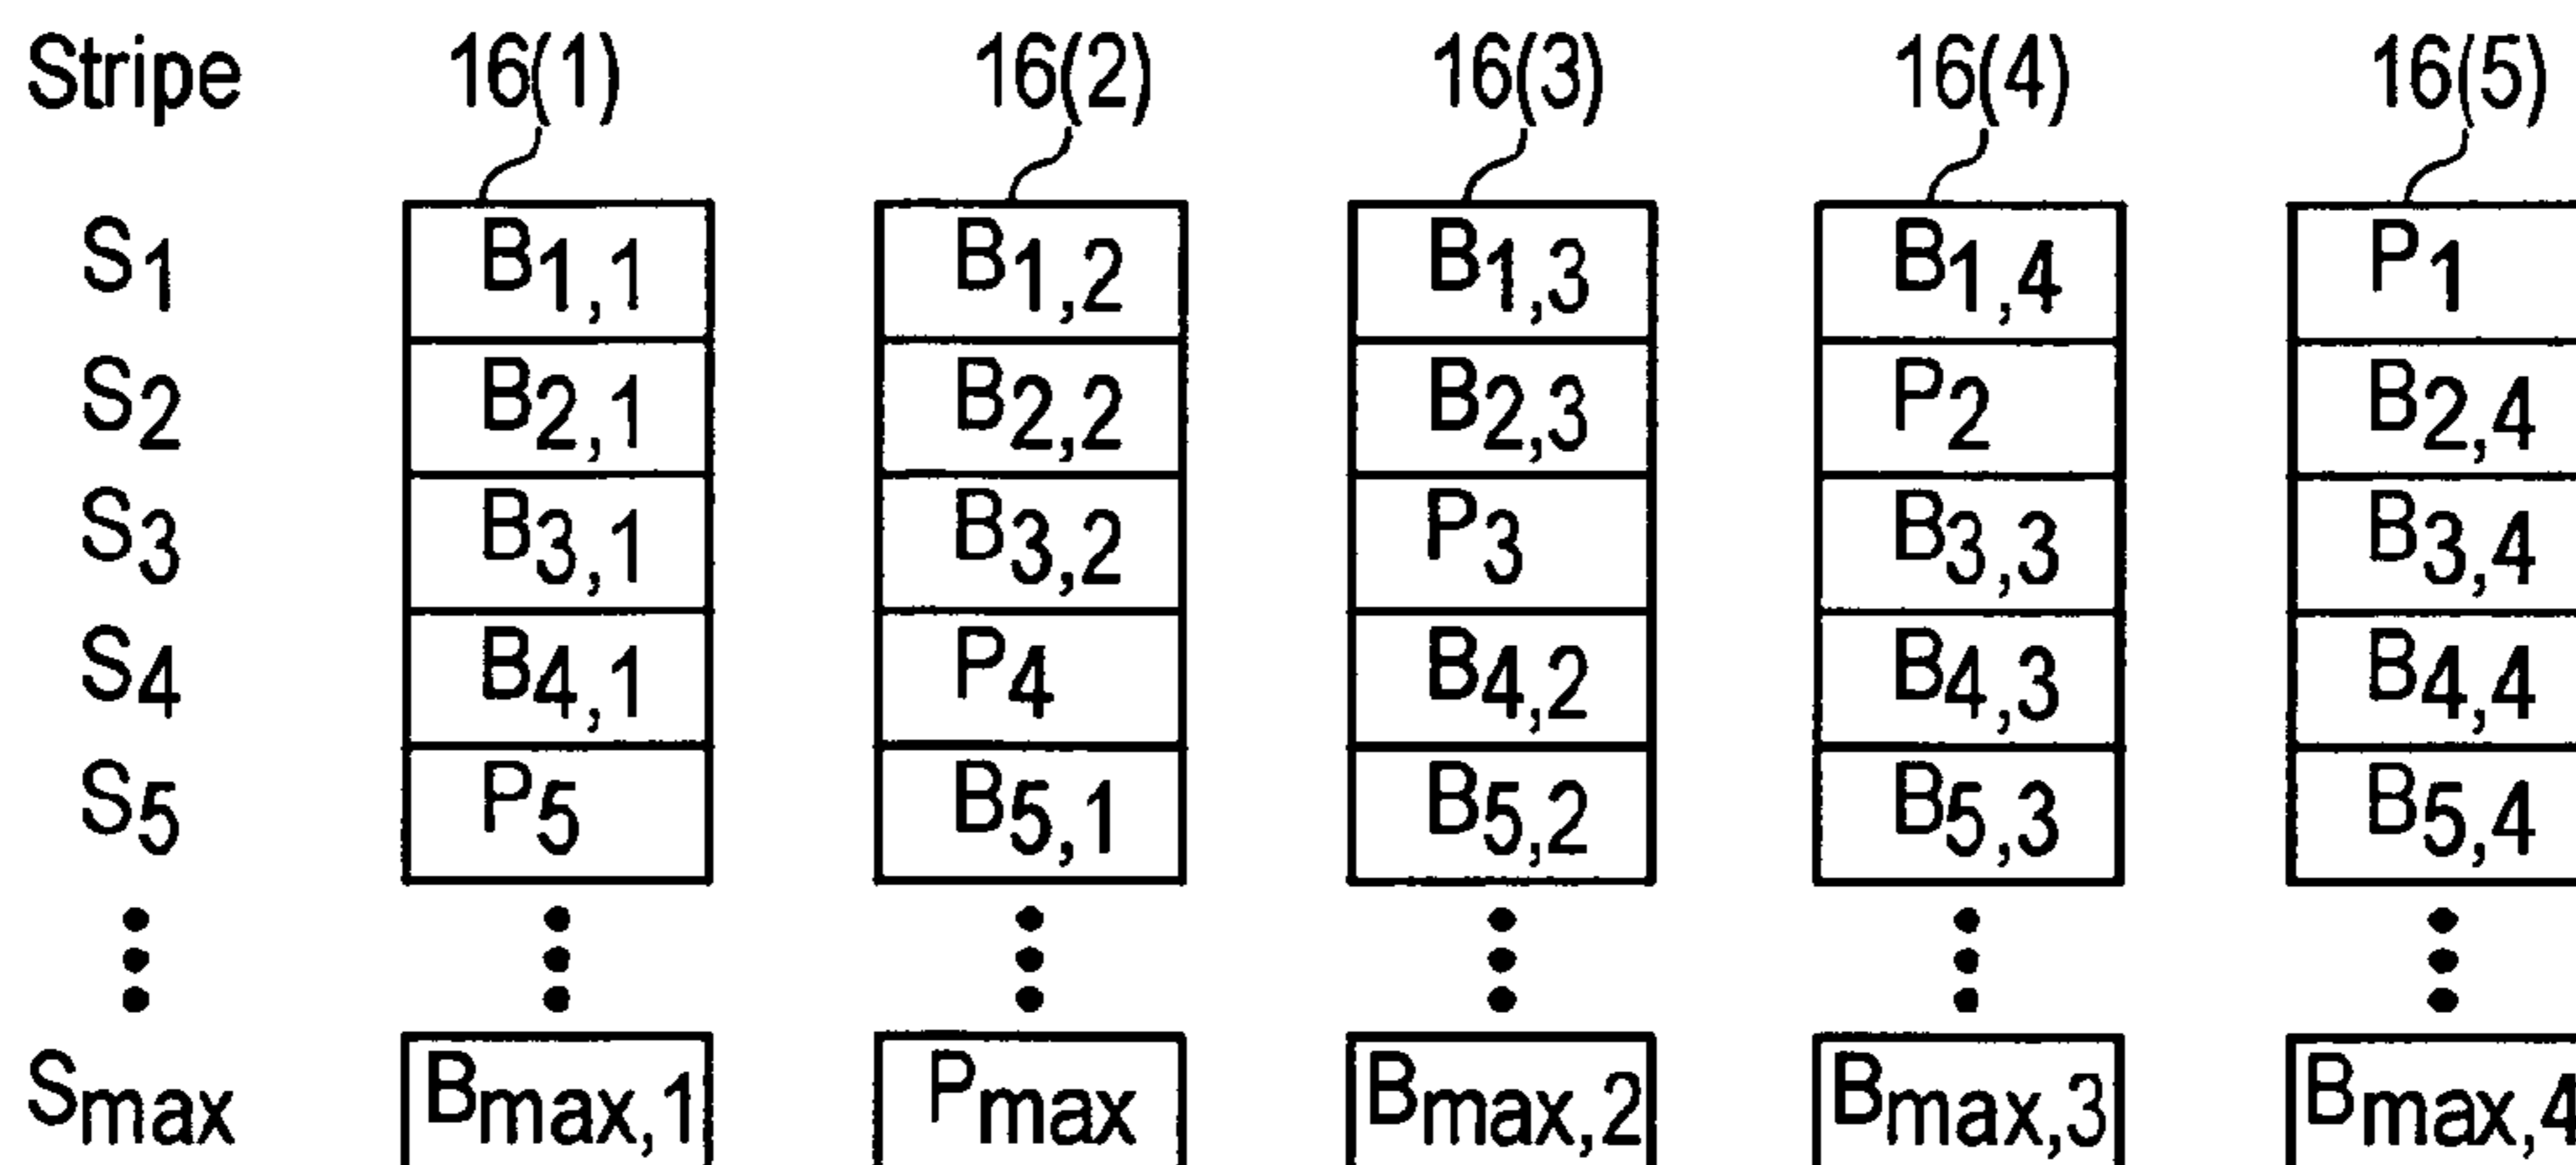 Stripe 16(1) 16(2) 16(3) 16(4) 16(5)
S1 B1,1 B1,2 B1,3 B1,4 P1
S2 B2,1 B2,2 B2,3 P2 B2,4
S3 B3,1 B3,2 P3 B3,3 B3,4
S4 B4,1 P4 B4,2 B4,3 B4,4
S5 P5 B5,1 B5,2 B5,3 B5,4
Smax Bmax,1 Pmax Bmax,2 Bmax,3 Bmax,4